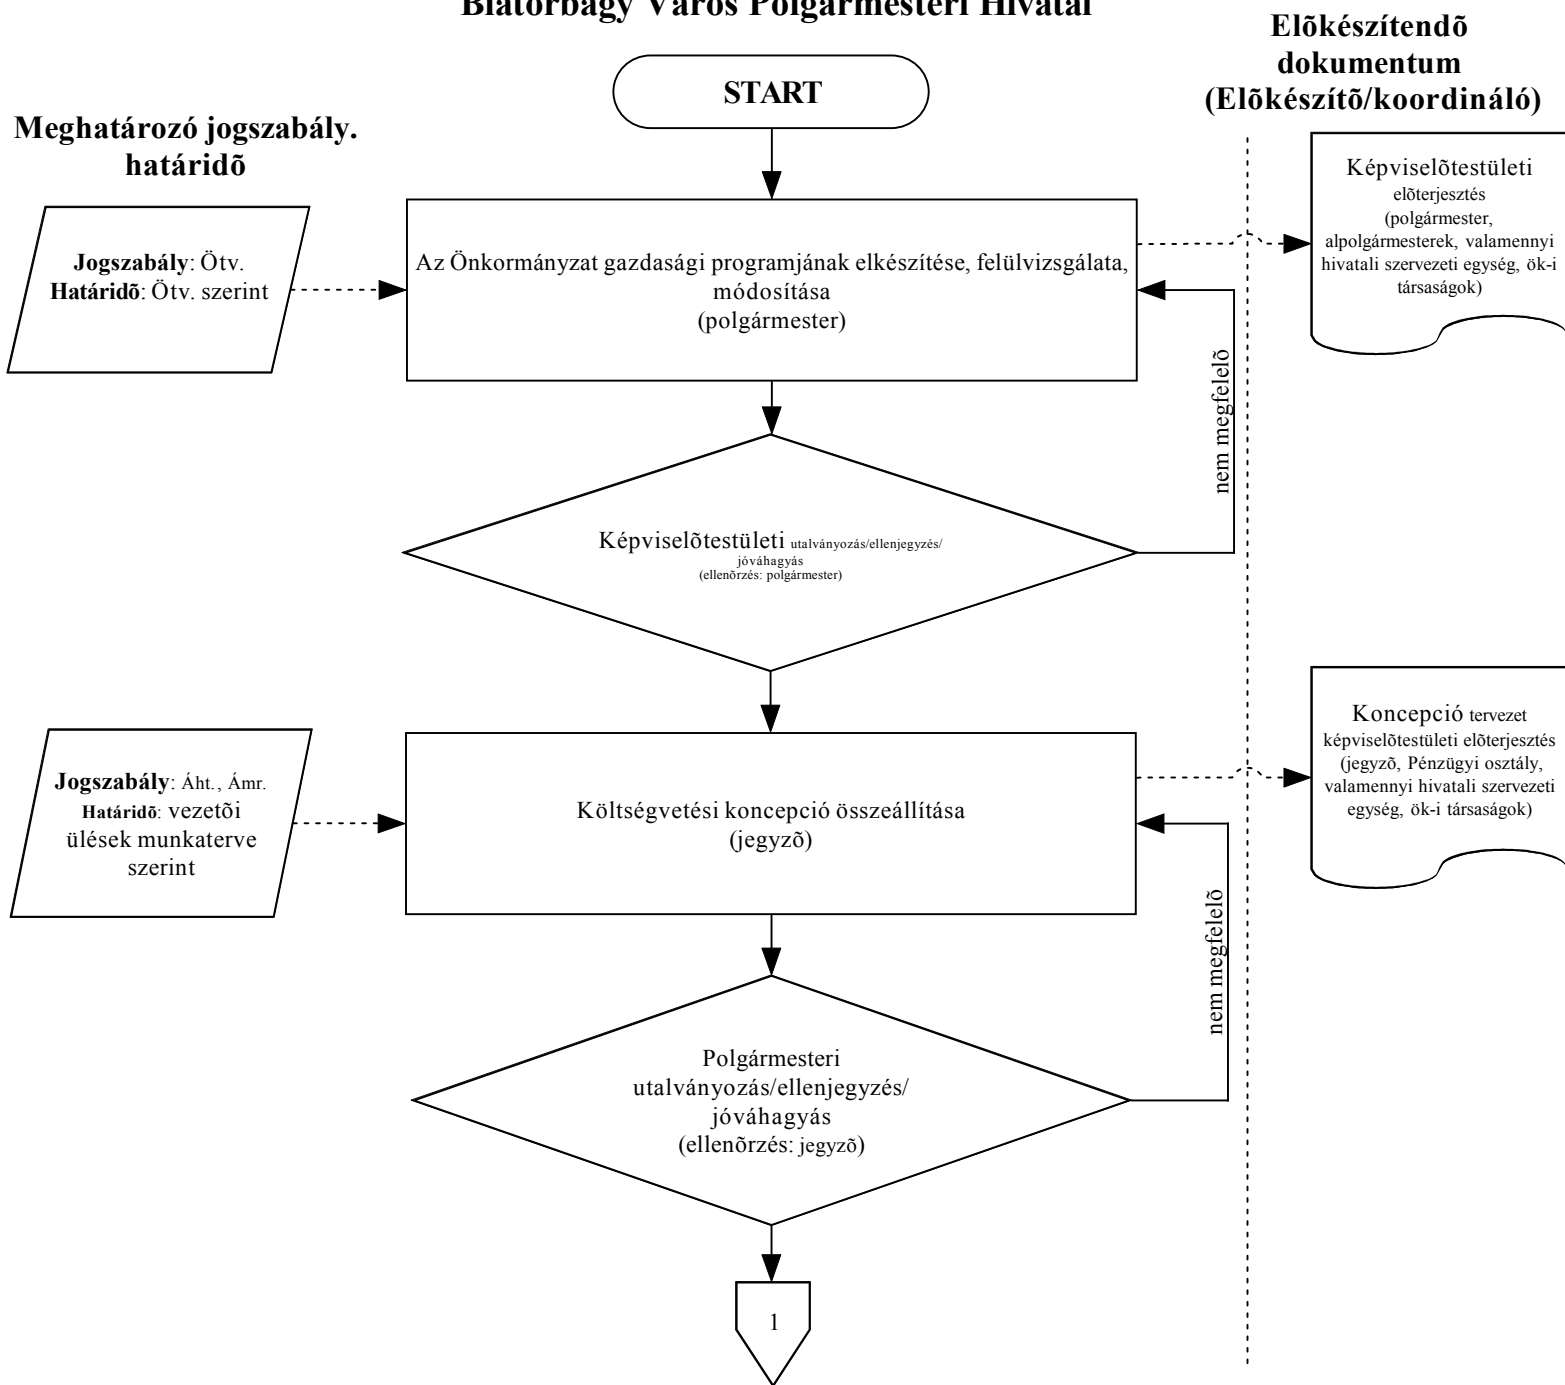 Biatorbágy Város Polgármesteri Hivatal
Elõkészítendõ
dokumentum
(Elõkészítõ/koordináló)
START
Meghatározó jogszabály.
határidõ
Jogszabály: Ötv.
Határidõ: Ötv. szerint
Az Önkormányzat gazdasági programjának elkészítése, felülvizsgálata,
módosítása
(polgármester)
Képviselõtestületi
elõterjesztés
(polgármester,
alpolgármesterek, valamennyi
hivatali szervezeti egység, ök-i
társaságok)
nem megfelelõ
Képviselõtestületi utalványozás/ellenjegyzés/
jóváhagyás
(ellenõrzés: polgármester)
Jogszabály: Áht., Ámr.
Határidõ: vezetõi
ülések munkaterve
szerint
Költségvetési koncepció összeállítása
(jegyzõ)
Koncepció tervezet
képviselõtestületi elõterjesztés
(jegyzõ, Pénzügyi osztály,
valamennyi hivatali szervezeti
egység, ök-i társaságok)
nem megfelelõ
Polgármesteri
utalványozás/ellenjegyzés/
jóváhagyás
(ellenõrzés: jegyzõ)
1